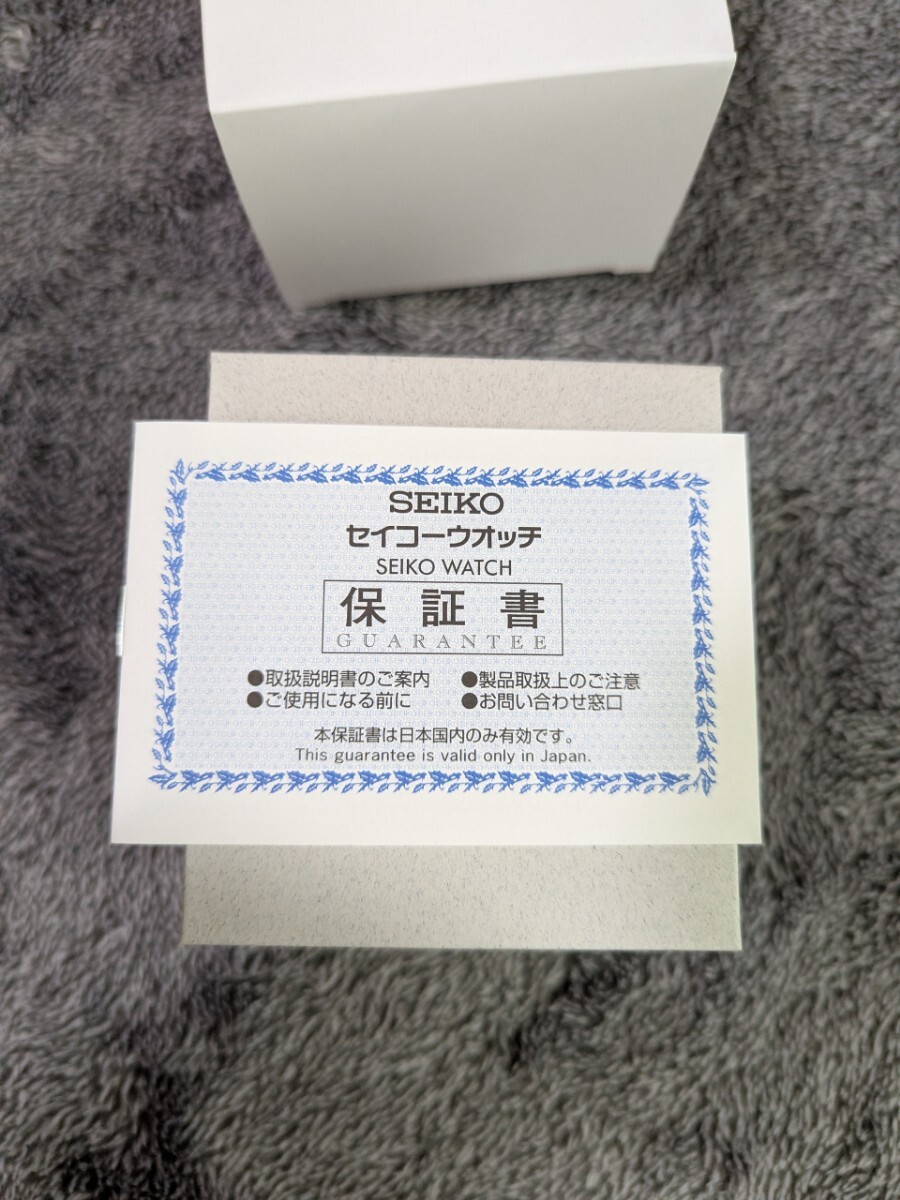 SEIKO
セイコーウオッチ
SEIKO WATCH
保証書
GUARANTEE
●取扱説明書のご案内 ●製品取扱上のご注意
●ご使用になる前に ●お問い合わせ窓口
本保証書は日本国内のみ有効です。
This guarantee is valid only in Japan.